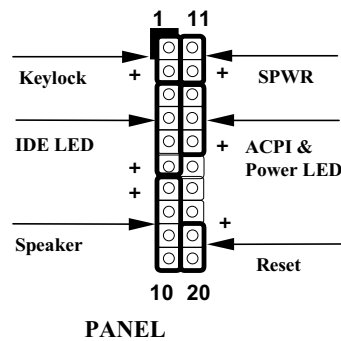 1 11
Keylock + + SPWR
IDE LED + ACPI &
Power LED
+
+
Speaker + Reset
10 20
PANEL